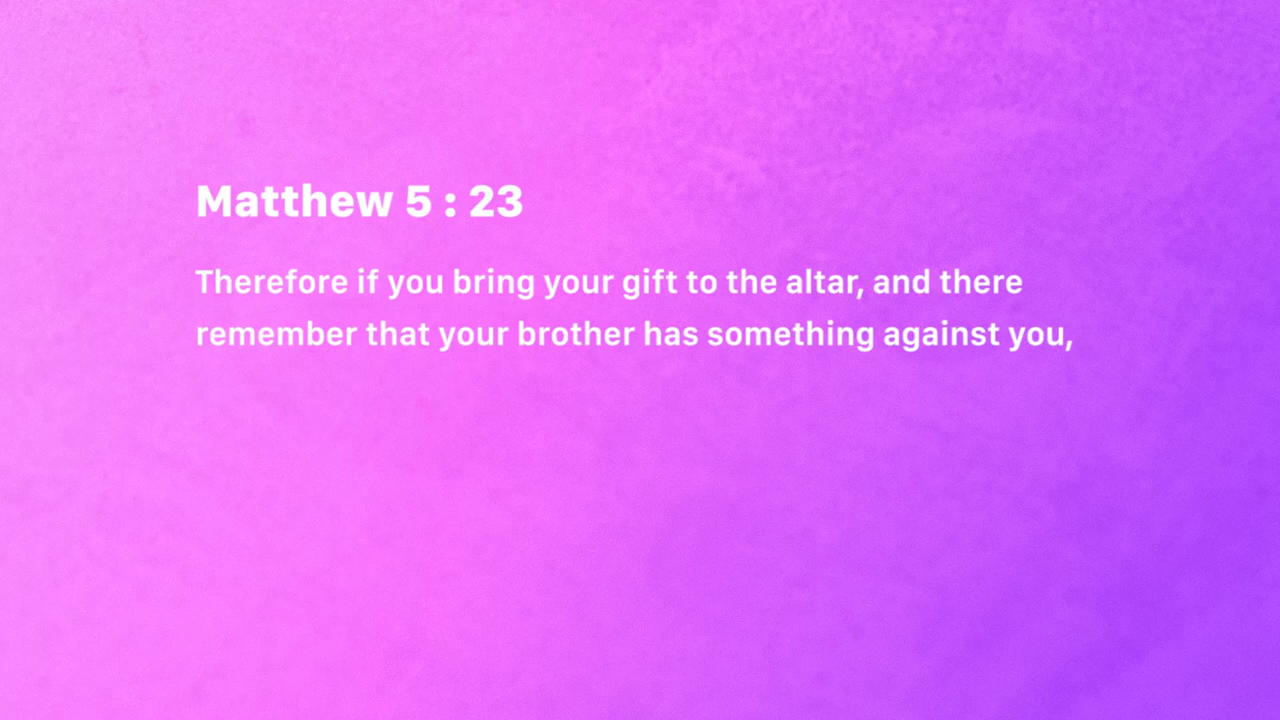 Matthew 5 : 23
Therefore if you bring your gift to the altar, and there
remember that your brother has something against you,